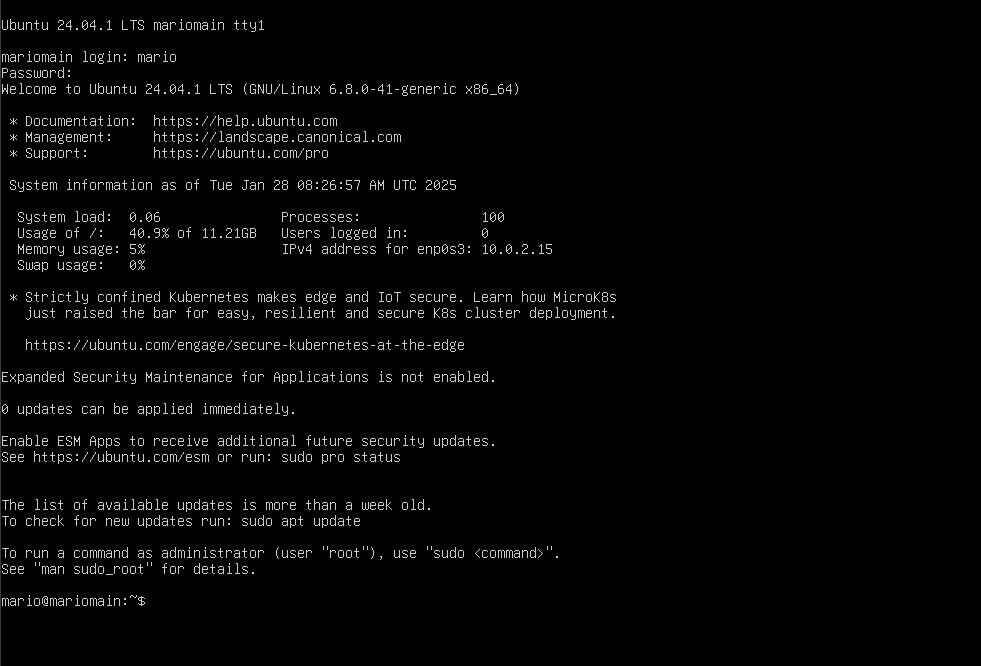 Ubuntu 24.04.1 LTS mariomain tty1
mariomain login: mario
Password:
Welcome to Ubuntu 24.04.1 LTS (GNU/Linux 6.8.0-41-generic x86_64)
* Documentation:  https://help.ubuntu.com
* Management:     https://landscape.canonical.com
* Support:        https://ubuntu.com/pro
System information as of Tue Jan 28 08:26:57 AM UTC 2025
System load:  0.06               Processes:               100
Usage of /:   40.9% of 11.21GB   Users logged in:         0
Memory usage: 5%                 IPv4 address for enp0s3: 10.0.2.15
Swap usage:   0%
* Strictly confined Kubernetes makes edge and IoT secure. Learn how MicroK8s
just raised the bar for easy, resilient and secure K8s cluster deployment.
https://ubuntu.com/engage/secure-kubernetes-at-the-edge
Expanded Security Maintenance for Applications is not enabled.
0 updates can be applied immediately.
Enable ESM Apps to receive additional future security updates.
See https://ubuntu.com/esm or run: sudo pro status
The list of available updates is more than a week old.
To check for new updates run: sudo apt update
To run a command as administrator (user "root"), use "sudo <command>".
See "man sudo_root" for details.
mario@mariomain:~$